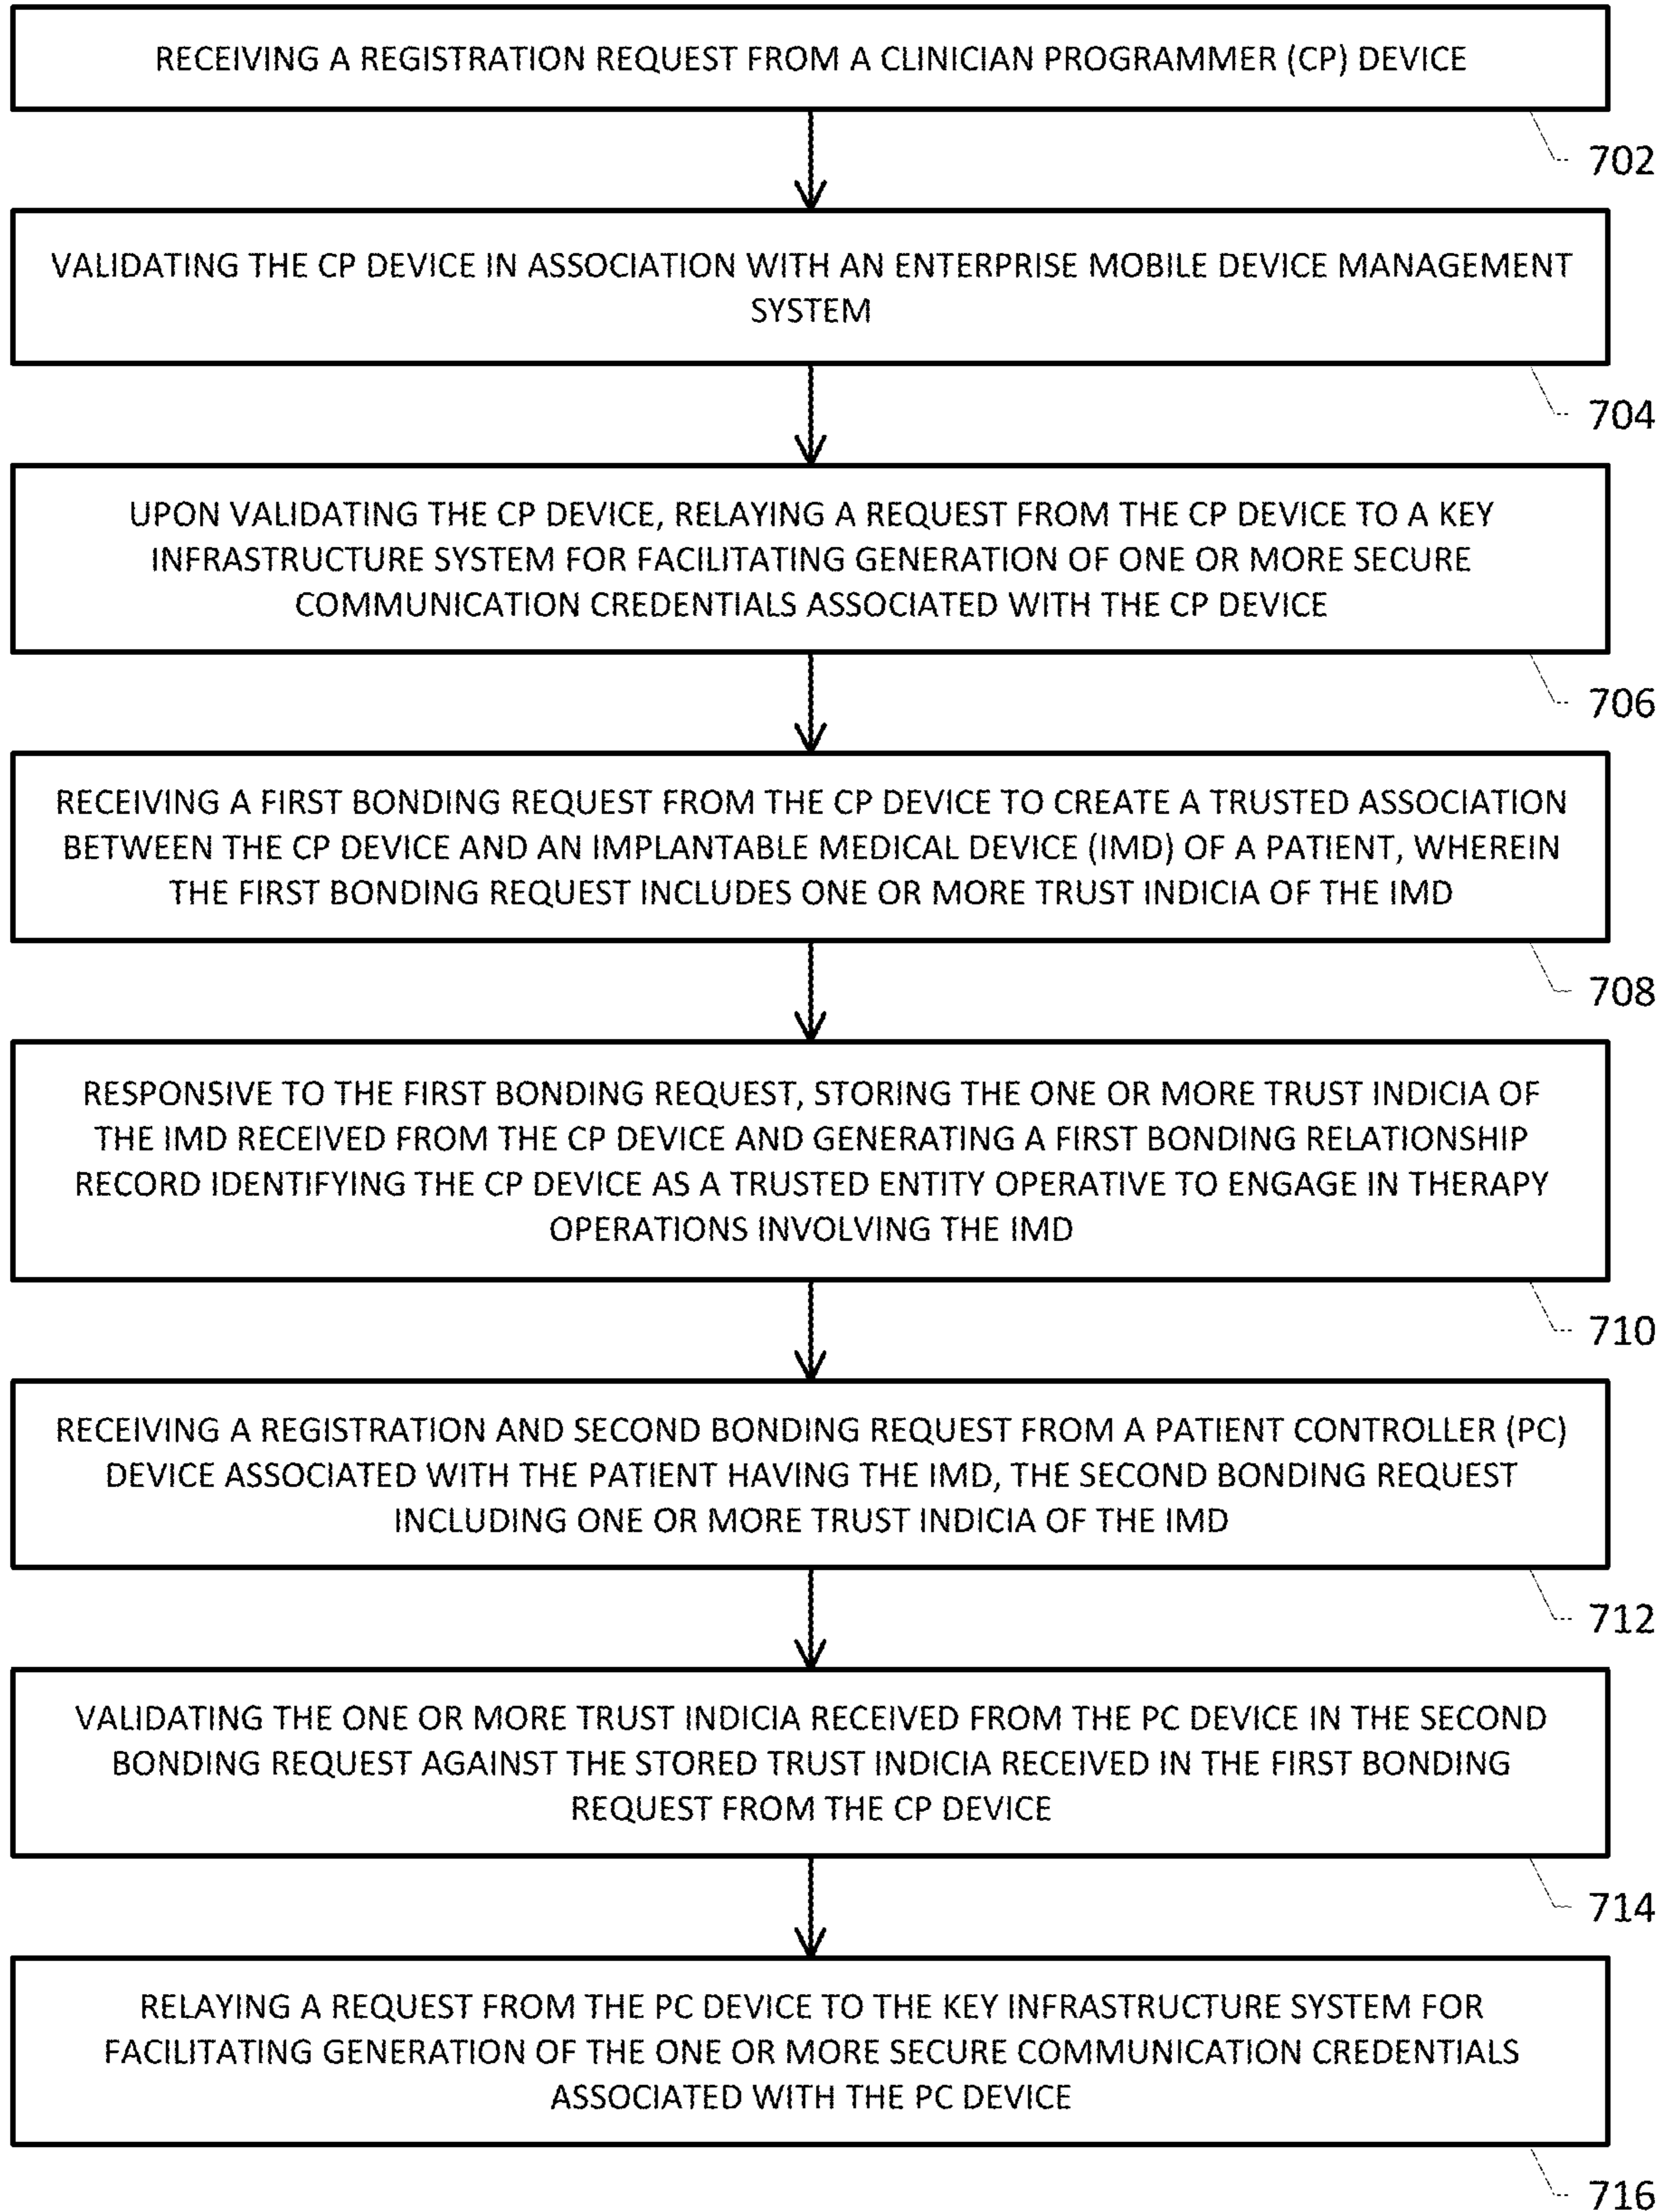 RECEIVING A REGISTRATION REQUEST FROM A CLINICIAN PROGRAMMER (CP) DEVICE
702
VALIDATING THE CP DEVICE IN ASSOCIATION WITH AN ENTERPRISE MOBILE DEVICE MANAGEMENT
SYSTEM
704
UPON VALIDATING THE CP DEVICE, RELAYING A REQUEST FROM THE CP DEVICE TO A KEY
INFRASTRUCTURE SYSTEM FOR FACILITATING GENERATION OF ONE OR MORE SECURE
COMMUNICATION CREDENTIALS ASSOCIATED WITH THE CP DEVICE
706
RECEIVING A FIRST BONDING REQUEST FROM THE CP DEVICE TO CREATE A TRUSTED ASSOCIATION
BETWEEN THE CP DEVICE AND AN IMPLANTABLE MEDICAL DEVICE (IMD) OF A PATIENT, WHEREIN
THE FIRST BONDING REQUEST INCLUDES ONE OR MORE TRUST INDICIA OF THE IMD
708
RESPONSIVE TO THE FIRST BONDING REQUEST, STORING THE ONE OR MORE TRUST INDICIA OF
THE IMD RECEIVED FROM THE CP DEVICE AND GENERATING A FIRST BONDING RELATIONSHIP
RECORD IDENTIFYING THE CP DEVICE AS A TRUSTED ENTITY OPERATIVE TO ENGAGE IN THERAPY
OPERATIONS INVOLVING THE IMD
710
RECEIVING A REGISTRATION AND SECOND BONDING REQUEST FROM A PATIENT CONTROLLER (PC)
DEVICE ASSOCIATED WITH THE PATIENT HAVING THE IMD, THE SECOND BONDING REQUEST
INCLUDING ONE OR MORE TRUST INDICIA OF THE IMD
712
VALIDATING THE ONE OR MORE TRUST INDICIA RECEIVED FROM THE PC DEVICE IN THE SECOND
BONDING REQUEST AGAINST THE STORED TRUST INDICIA RECEIVED IN THE FIRST BONDING
REQUEST FROM THE CP DEVICE
714
RELAYING A REQUEST FROM THE PC DEVICE TO THE KEY INFRASTRUCTURE SYSTEM FOR
FACILITATING GENERATION OF THE ONE OR MORE SECURE COMMUNICATION CREDENTIALS
ASSOCIATED WITH THE PC DEVICE
716